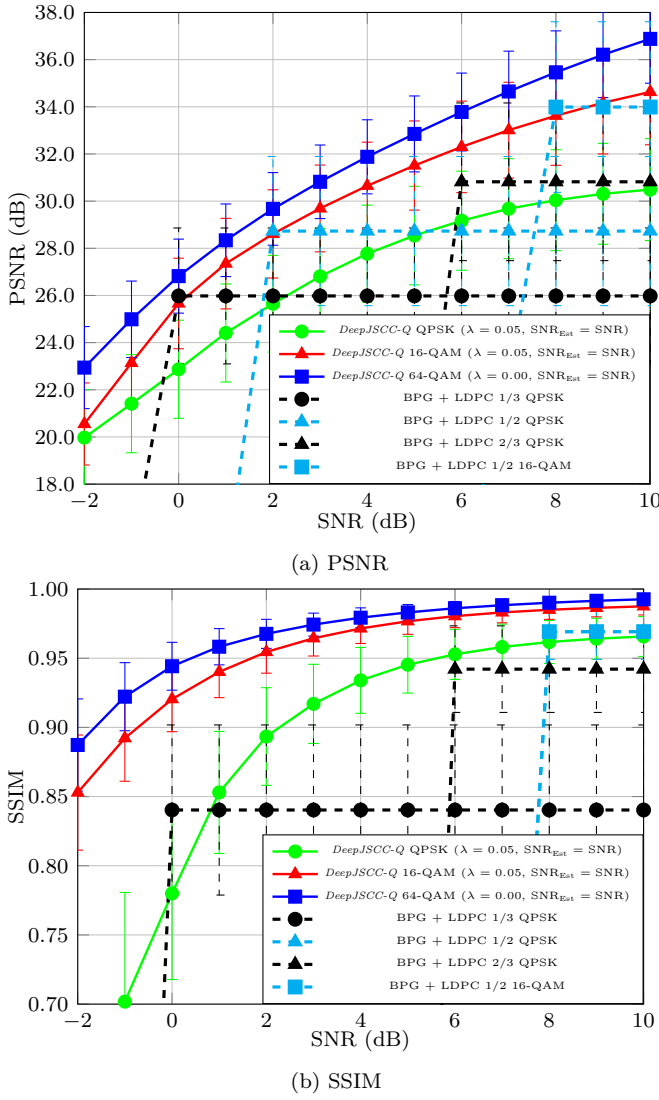 38.0
36.0
34.0
32.0
30.0
28.0
26.0
24.0
22.0
20.0
18.0
PSNR (dB)
DeepJSCC-Q QPSK (λ = 0.05, SNR_Est = SNR)
DeepJSCC-Q 16-QAM (λ = 0.05, SNR_Est = SNR)
DeepJSCC-Q 64-QAM (λ = 0.00, SNR_Est = SNR)
BPG + LDPC 1/3 QPSK
BPG + LDPC 1/2 QPSK
BPG + LDPC 2/3 QPSK
BPG + LDPC 1/2 16-QAM
−2 0 2 4 6 8 10
SNR (dB)
(a) PSNR
1.00
0.95
0.90
0.85
0.80
0.75
0.70
SSIM
DeepJSCC-Q QPSK (λ = 0.05, SNR_Est = SNR)
DeepJSCC-Q 16-QAM (λ = 0.05, SNR_Est = SNR)
DeepJSCC-Q 64-QAM (λ = 0.00, SNR_Est = SNR)
BPG + LDPC 1/3 QPSK
BPG + LDPC 1/2 QPSK
BPG + LDPC 2/3 QPSK
BPG + LDPC 1/2 16-QAM
−2 0 2 4 6 8 10
SNR (dB)
(b) SSIM